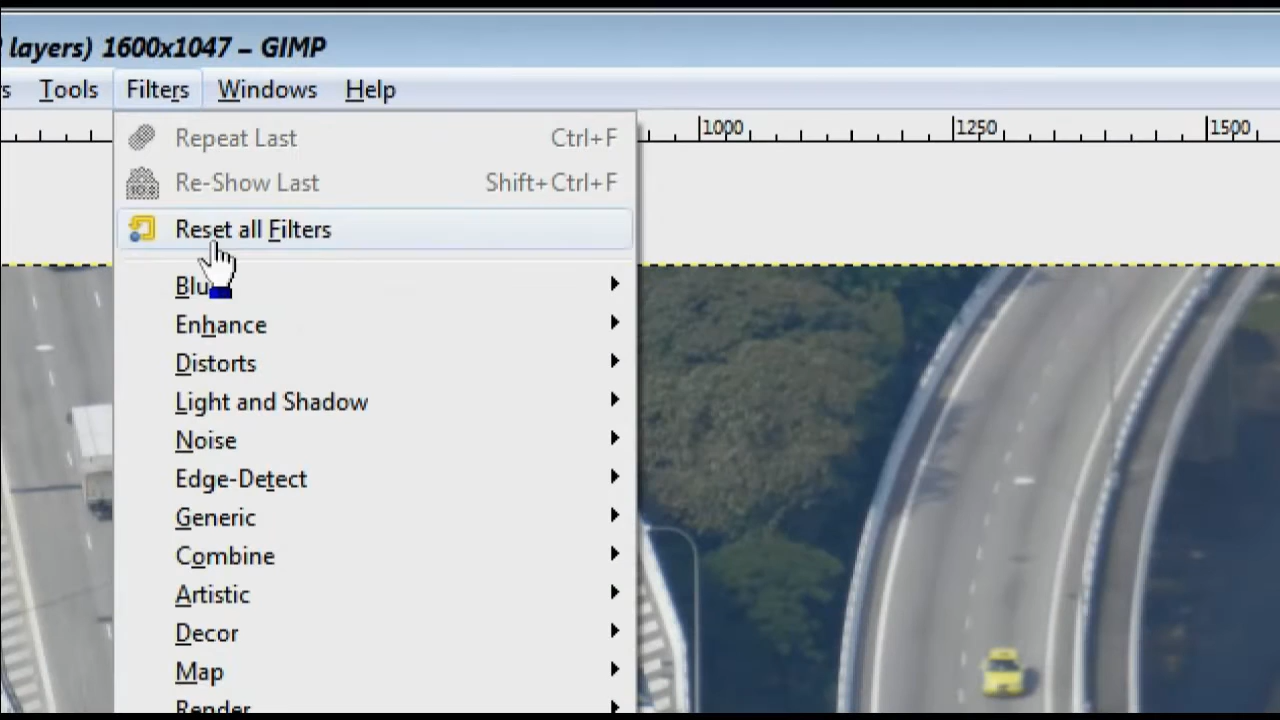 layers) 1600x1047 – GIMP
Tools Filters Windows Help
1000 1250 1500
Repeat Last Ctrl+F
Re-Show Last Shift+Ctrl+F
Reset all Filters
Enhance
Distorts
Light and Shadow
Noise
Edge-Detect
Generic
Combine
Artistic
Decor
Map
Render